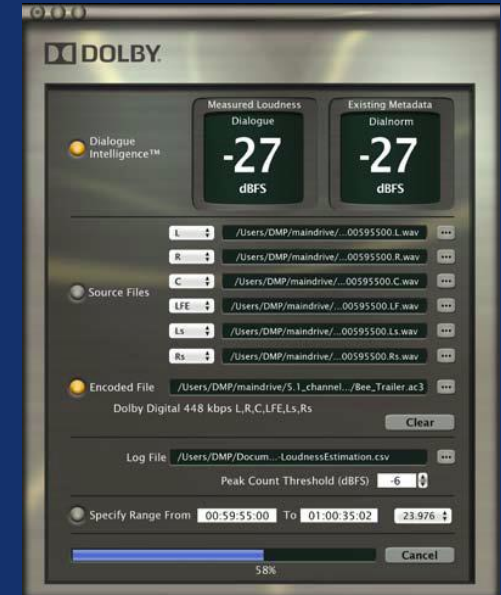 DOLBY.
Measured Loudness
Existing Metadata
Dialogue
Dialnorm
Dialogue Intelligence™
-27
-27
dBFS
dBFS
L /Users/DMP/maindrive/...00595500.L.wav ...
R /Users/DMP/maindrive/...00595500.R.wav ...
C /Users/DMP/maindrive/...00595500.C.wav ...
Source Files
LFE /Users/DMP/maindrive/...00595500.LF.wav ...
Ls /Users/DMP/maindrive/...00595500.Ls.wav ...
Rs /Users/DMP/maindrive/...00595500.Rs.wav ...
Encoded File /Users/DMP/maindrive/5.1_channel.../Bee_Trailer.ac3 ...
Dolby Digital 448 kbps L,R,C,LFE,Ls,Rs
Clear
Log File /Users/DMP/Docum...-LoudnessEstimation.csv ...
Peak Count Threshold (dBFS) -6
Specify Range From 00:59:55:00 To 01:00:35:02 23.976
Cancel
58%